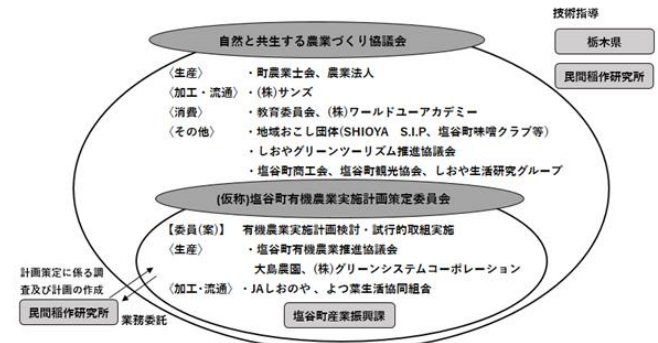 技術指導
栃木県
民間稲作研究所
自然と共生する農業づくり協議会
〈生産〉 ・町農業士会、農業法人
〈加工・流通〉・(株)サンズ
〈消費〉 ・教育委員会、(株)ワールドユーアカデミー
〈その他〉 ・地域おこし団体(SHIOYA S.I.P、塩谷町味噌クラブ等)
・しおやグリーンツーリズム推進協議会
・塩谷町商工会、塩谷町観光協会、しおや生活研究グループ
(仮称)塩谷町有機農業実施計画策定委員会
【委員(案)】 有機農業実施計画検討・試行的取組実施
〈生産〉 ・塩谷町有機農業推進協議会
大島農園、(株)グリーンシステムコーポレーション
〈加工・流通〉・JAしおのや 、よつ葉生活協同組合
塩谷町産業振興課
計画策定に係る調
査及び計画の作成
民間稲作研究所
業務委託